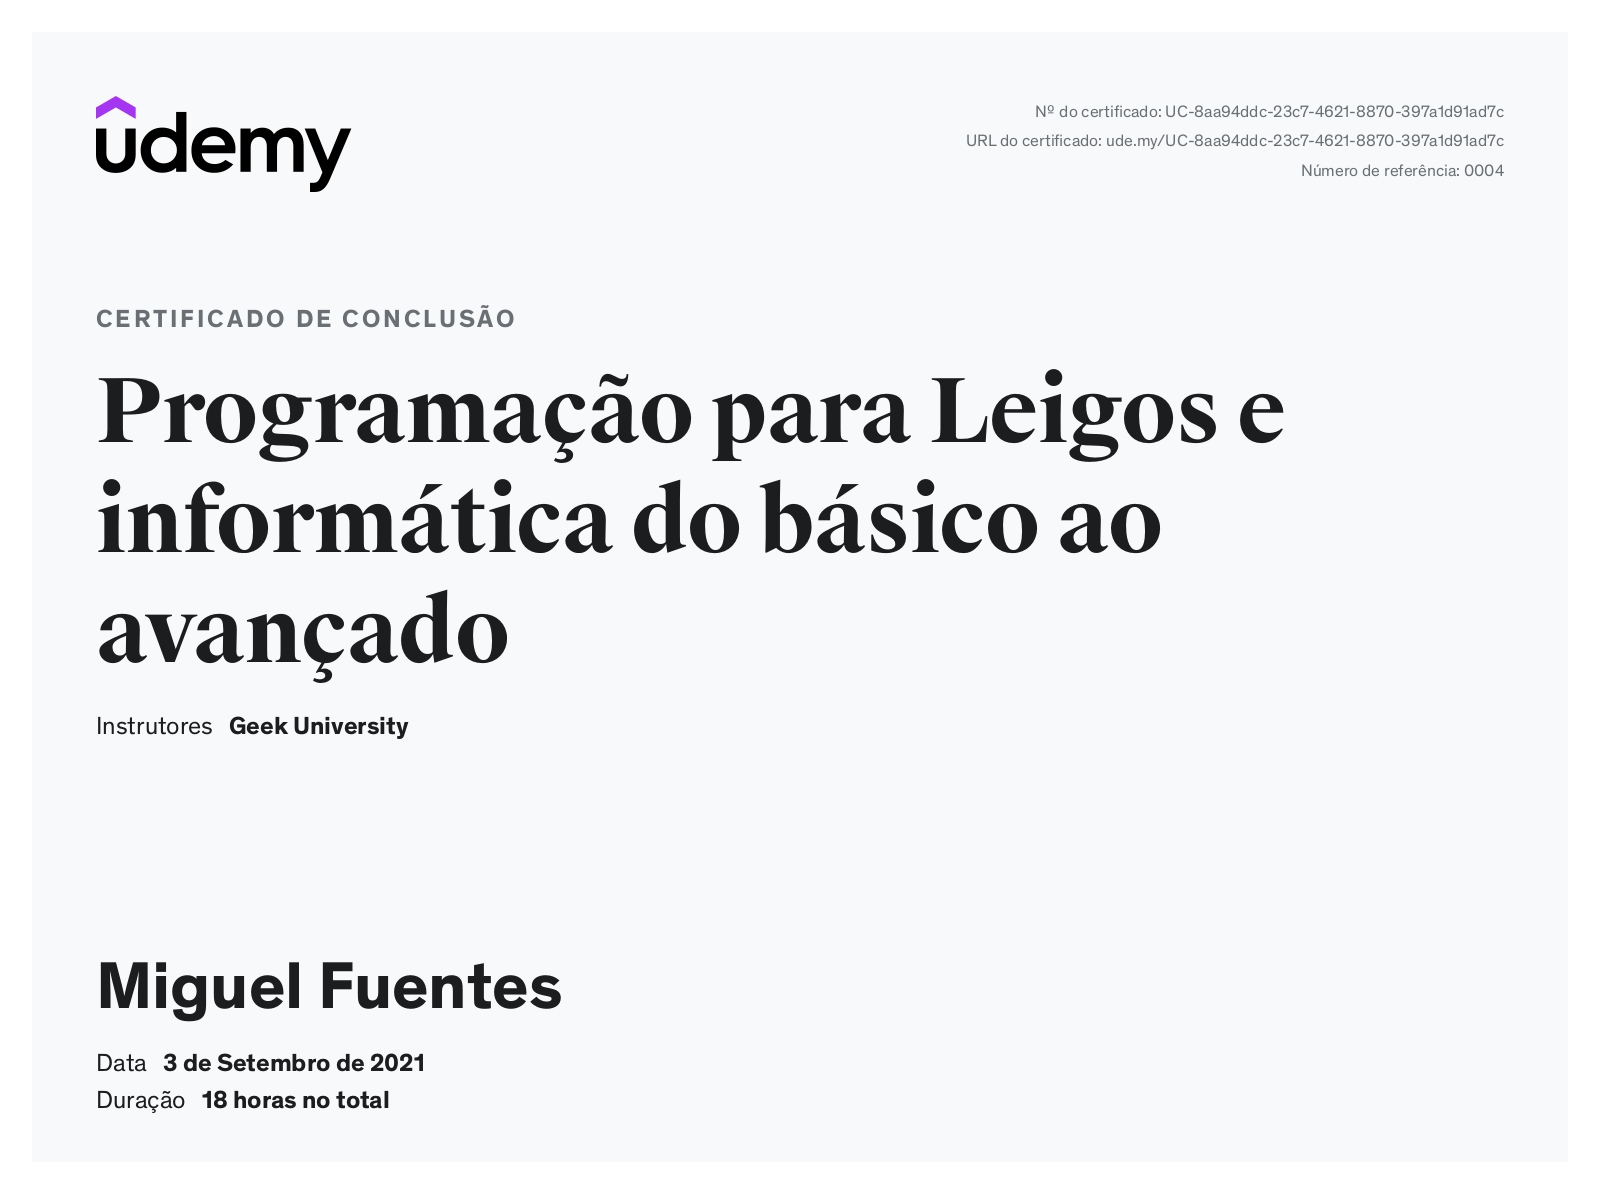 udemy
Nº do certificado: UC-8aa94ddc-23c7-4621-8870-397a1d91ad7c
URL do certificado: ude.my/UC-8aa94ddc-23c7-4621-8870-397a1d91ad7c
Número de referência: 0004
CERTIFICADO DE CONCLUSÃO
Programação para Leigos e
informática do básico ao
avançado
Instrutores Geek University
Miguel Fuentes
Data 3 de Setembro de 2021
Duração 18 horas no total